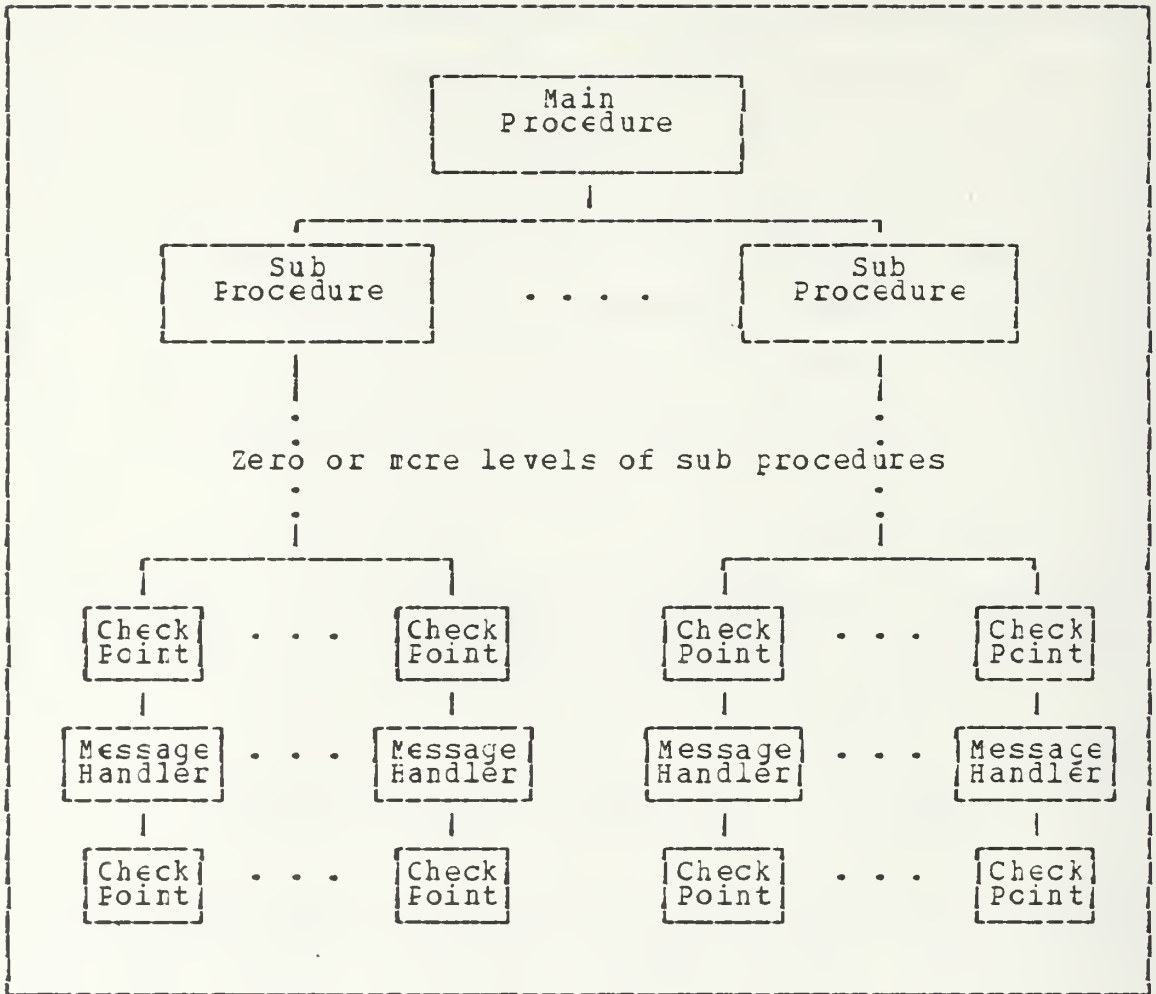 Main
Procedure
Sub
Procedure
. . . .
Sub
Procedure
Zero or more levels of sub procedures
Check
Point
. . .
Check
Point
Check
Point
. . .
Check
Point
Message
Handler
. . .
Message
Handler
Message
Handler
. . .
Message
Handler
Check
Point
. . .
Check
Point
Check
Point
. . .
Check
Point